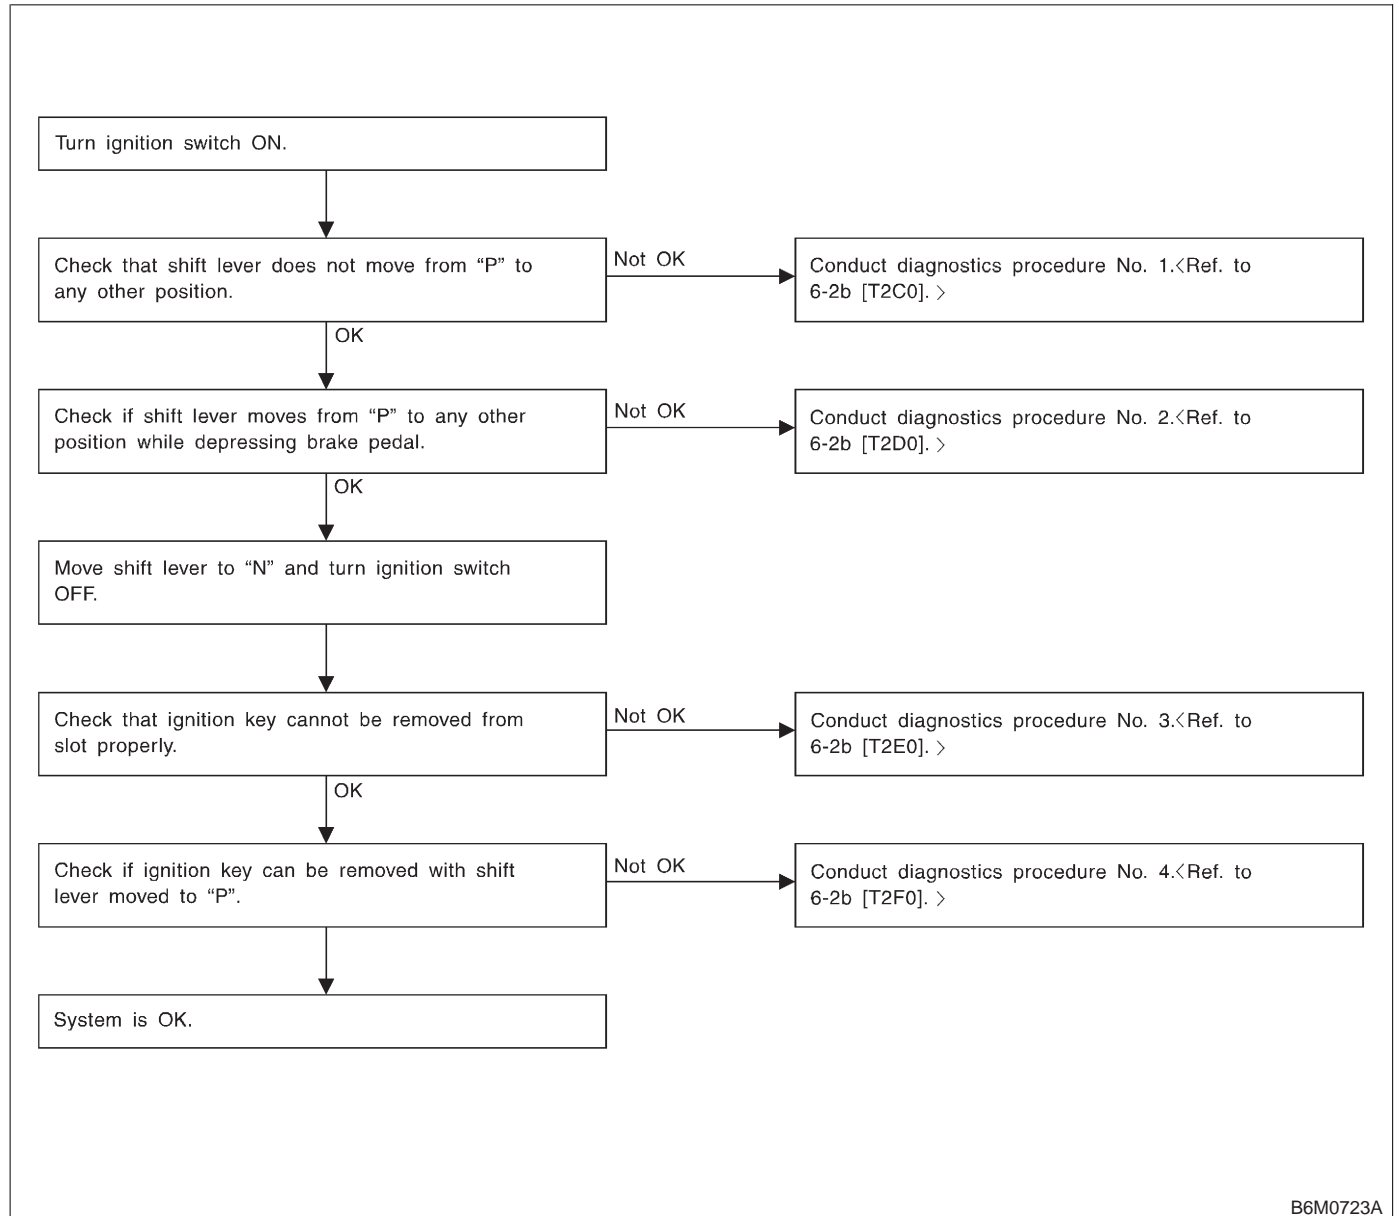 Turn ignition switch ON.
Check that shift lever does not move from “P” to
any other position.
Not OK
Conduct diagnostics procedure No. 1.〈Ref. to
6-2b [T2C0]. 〉
OK
Check if shift lever moves from “P” to any other
position while depressing brake pedal.
Not OK
Conduct diagnostics procedure No. 2.〈Ref. to
6-2b [T2D0]. 〉
OK
Move shift lever to “N” and turn ignition switch
OFF.
Check that ignition key cannot be removed from
slot properly.
Not OK
Conduct diagnostics procedure No. 3.〈Ref. to
6-2b [T2E0]. 〉
OK
Check if ignition key can be removed with shift
lever moved to “P”.
Not OK
Conduct diagnostics procedure No. 4.〈Ref. to
6-2b [T2F0]. 〉
System is OK.
B6M0723A